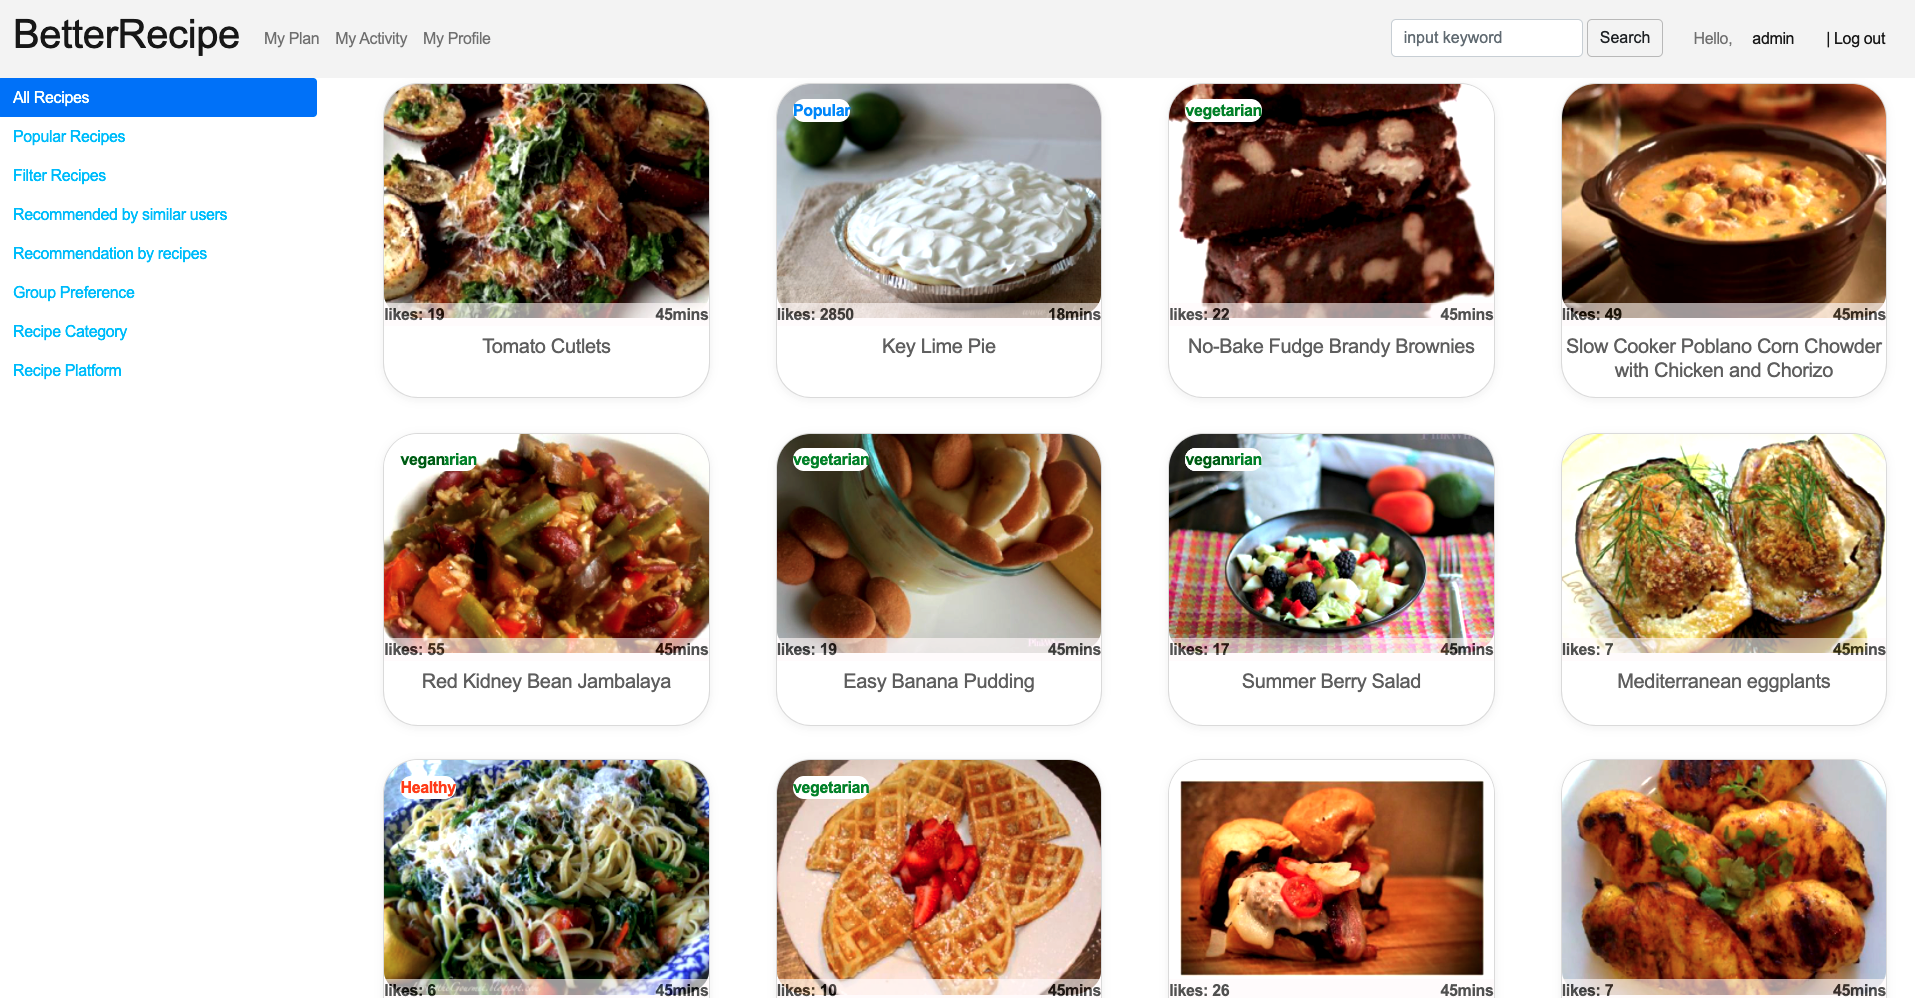 BetterRecipe My Plan My Activity My Profile input keyword Search Hello, admin | Log out
All Recipes
Popular Recipes
Filter Recipes
Recommended by similar users
Recommendation by recipes
Group Preference
Recipe Category
Recipe Platform
likes: 19 45mins
Tomato Cutlets
Popular
likes: 2850 18mins
Key Lime Pie
vegetarian
likes: 22 45mins
No-Bake Fudge Brandy Brownies
likes: 49 45mins
Slow Cooker Poblano Corn Chowder
with Chicken and Chorizo
veganarian
likes: 55 45mins
Red Kidney Bean Jambalaya
vegetarian
likes: 19 45mins
Easy Banana Pudding
veganarian
likes: 17 45mins
Summer Berry Salad
likes: 7 45mins
Mediterranean eggplants
Healthy
likes: 6 45mins
vegetarian
likes: 10 45mins
likes: 26 45mins
likes: 7 45mins